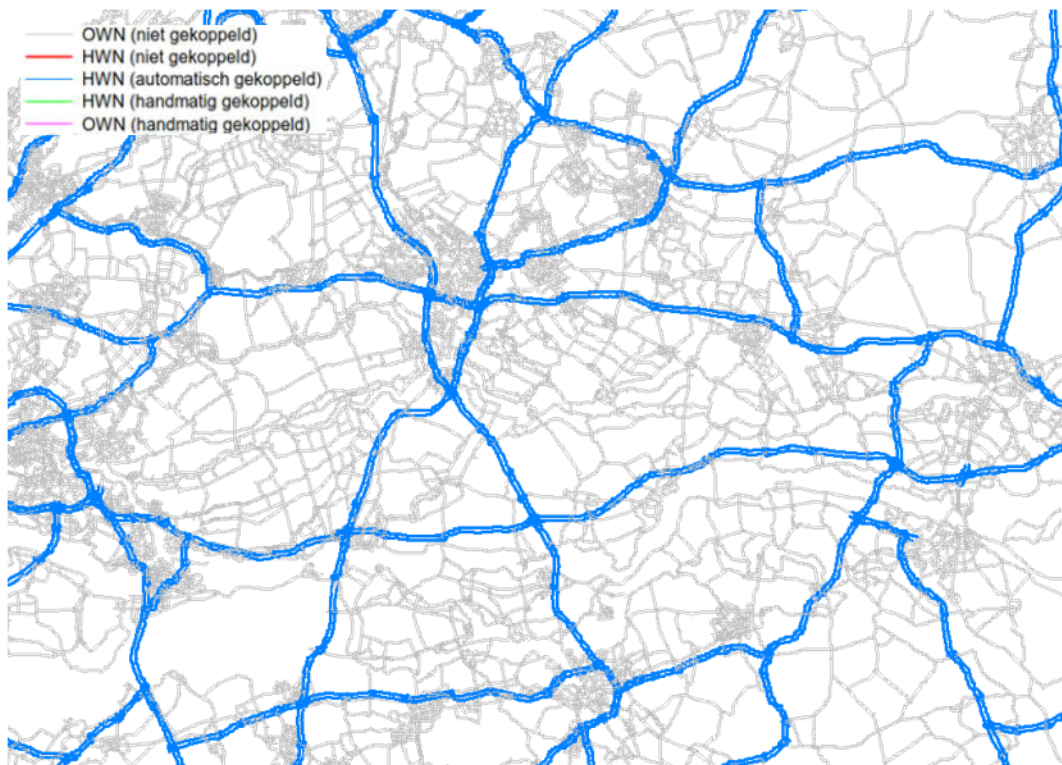 OWN (niet gekoppeld)
HWN (niet gekoppeld)
HWN (automatisch gekoppeld)
HWN (handmatig gekoppeld)
OWN (handmatig gekoppeld)